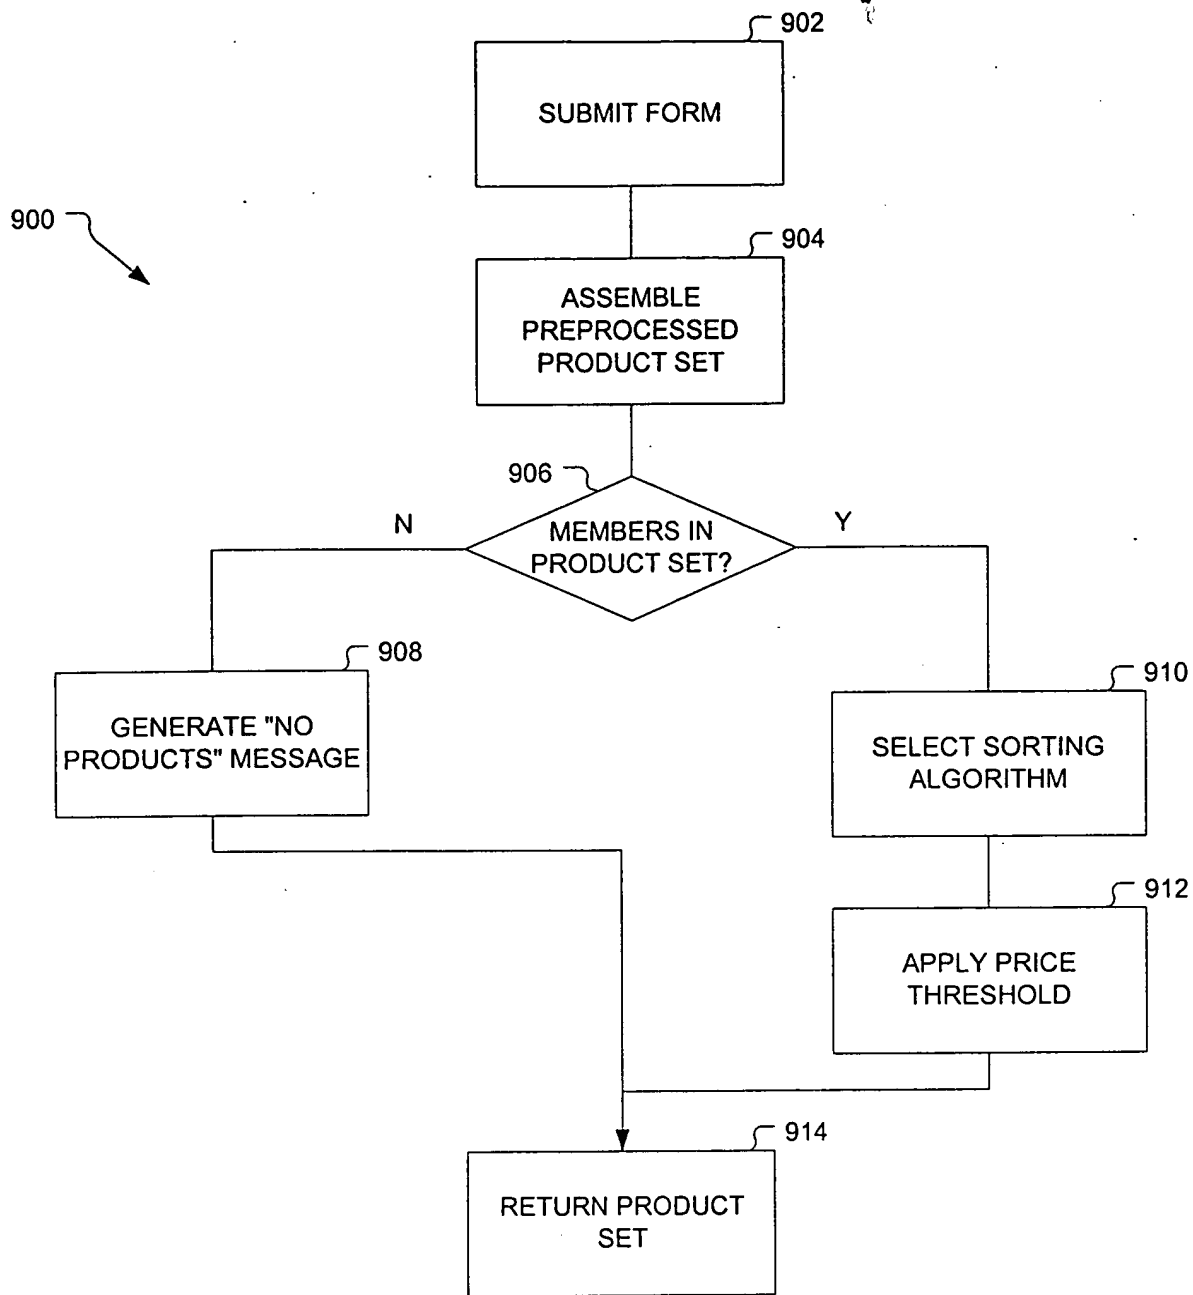 902
SUBMIT FORM
900
904
ASSEMBLE
PREPROCESSED
PRODUCT SET
906
N
Y
MEMBERS IN
PRODUCT SET?
908
GENERATE "NO
PRODUCTS" MESSAGE
910
SELECT SORTING
ALGORITHM
912
APPLY PRICE
THRESHOLD
914
RETURN PRODUCT
SET